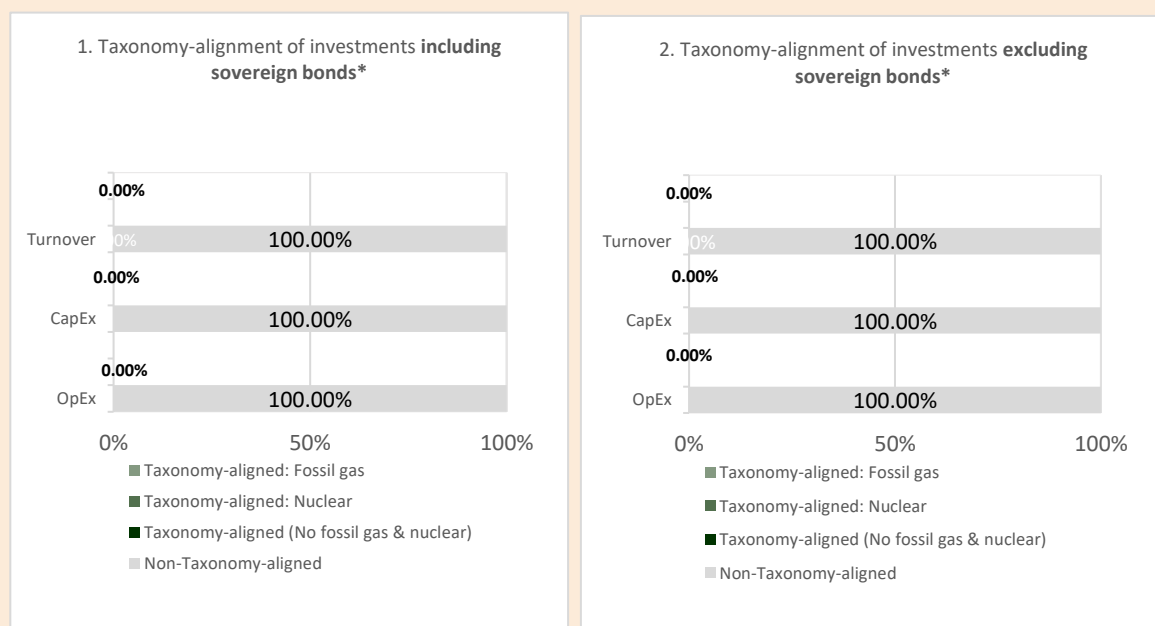 1. Taxonomy-alignment of investments including
sovereign bonds*
0.00%
Turnover 100.00%
0.00%
CapEx 100.00%
0.00%
OpEx 100.00%
0% 50% 100%
Taxonomy-aligned: Fossil gas
Taxonomy-aligned: Nuclear
Taxonomy-aligned (No fossil gas & nuclear)
Non-Taxonomy-aligned
2. Taxonomy-alignment of investments excluding
sovereign bonds*
0.00%
Turnover 100.00%
0.00%
CapEx 100.00%
0.00%
OpEx 100.00%
0% 50% 100%
Taxonomy-aligned: Fossil gas
Taxonomy-aligned: Nuclear
Taxonomy-aligned (No fossil gas & nuclear)
Non-Taxonomy-aligned